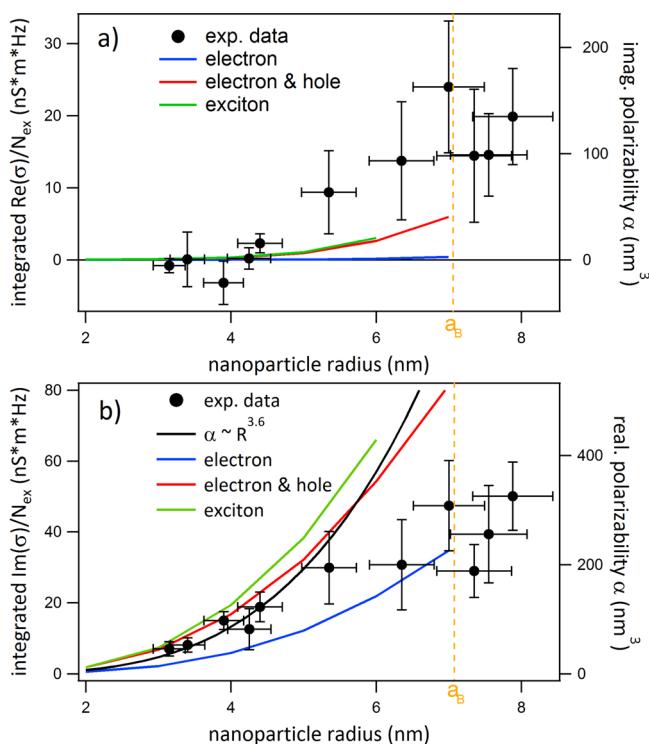 a)
exp. data
electron
electron & hole
exciton
integrated Re(σ)/Nex (nS*m*Hz)
30
20
10
0
imag. polarizability α (nm³)
200
100
0
aB
2
4
6
8
nanoparticle radius (nm)
b)
exp. data
α ~ R^3.6
electron
electron & hole
exciton
integrated Im(σ)/Nex (nS*m*Hz)
80
60
40
20
0
real. polarizability α (nm³)
400
200
0
aB
2
4
6
8
nanoparticle radius (nm)